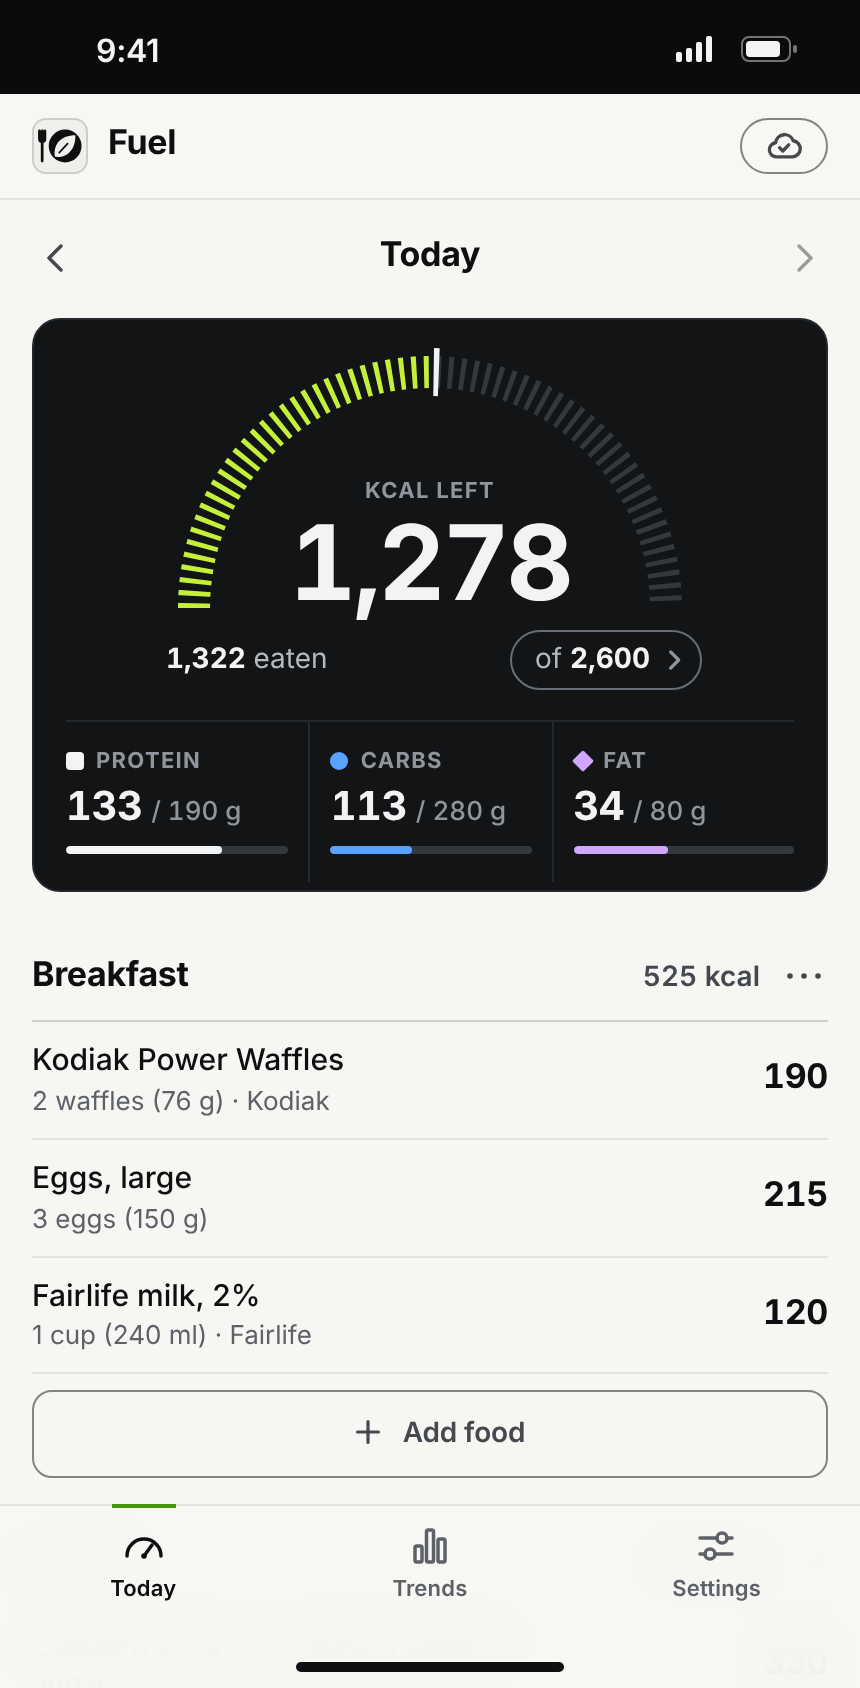 9:41
Fuel
Today
KCAL LEFT
1,278
1,322 eaten
of 2,600
PROTEIN
133 / 190 g
CARBS
113 / 280 g
FAT
34 / 80 g
Breakfast
525 kcal
Kodiak Power Waffles
2 waffles (76 g) · Kodiak
190
Eggs, large
3 eggs (150 g)
215
Fairlife milk, 2%
1 cup (240 ml) · Fairlife
120
Add food
Today
Trends
Settings
330